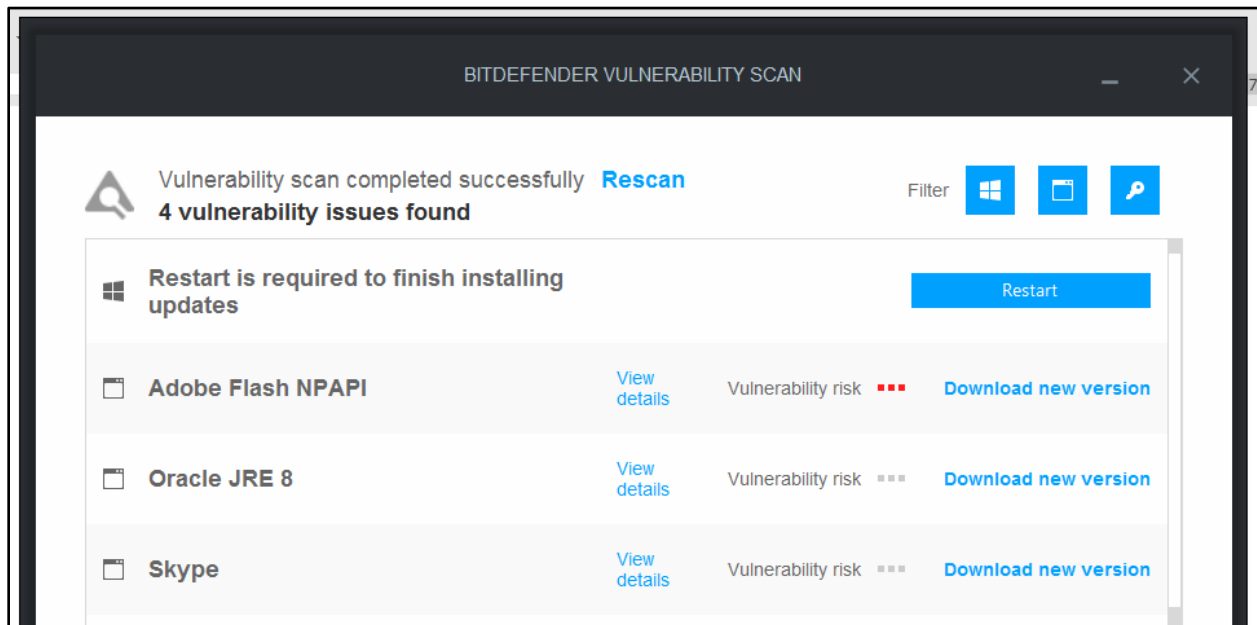 BITDEFENDER VULNERABILITY SCAN
7
Vulnerability scan completed successfully Rescan
4 vulnerability issues found
Filter
Restart is required to finish installing
updates
Restart
Adobe Flash NPAPI
View
details
Vulnerability risk
Download new version
Oracle JRE 8
View
details
Vulnerability risk
Download new version
Skype
View
details
Vulnerability risk
Download new version